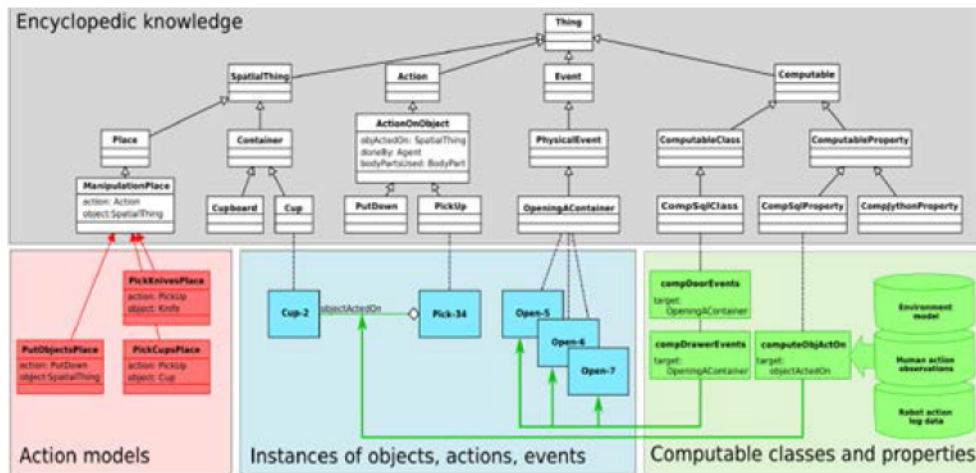 Encyclopedic knowledge
Thing
SpatialThing
Action
Event
Computable
Place
Container
ActionOnObject
objActedOn: SpatialThing
doneBy: Agent
bodyPartsUsed: BodyPart
PhysicalEvent
ComputableClass
ComputableProperty
ManipulationPlace
action: Action
object:SpatialThing
Cupboard
Cup
PutDown
PickUp
OpeningAContainer
CompSqlClass
CompSqlProperty
CompJythonProperty
PickKnivesPlace
action: PickUp
object: Knife
PutObjectsPlace
action: PutDown
object:SpatialThing
PickCupsPlace
action: PickUp
object: Cup
Action models
Cup-2
objectActedOn
Pick-34
Open-5
Open-6
Open-7
Instances of objects, actions, events
compDoorEvents
target:
OpeningAContainer
compDrawerEvents
target:
OpeningAContainer
computeObjActOn
target:
objectActedOn
Environment
model
Human action
observations
Robot action
log data
Computable classes and properties